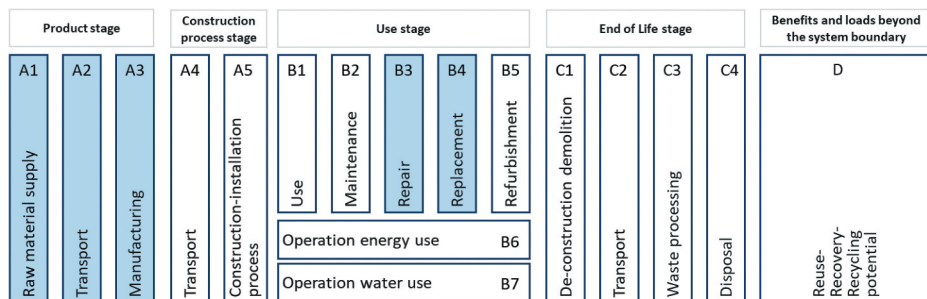 Product stage
Construction
process stage
Use stage
End of Life stage
Benefits and loads beyond
the system boundary
A1
Raw material supply
A2
Transport
A3
Manufacturing
A4
Transport
A5
Construction-installation
process
B1
Use
B2
Maintenance
B3
Repair
B4
Replacement
B5
Refurbishment
Operation energy use B6
Operation water use B7
C1
De-construction demolition
C2
Transport
C3
Waste processing
C4
Disposal
D
Reuse-
Recovery-
Recycling
potential